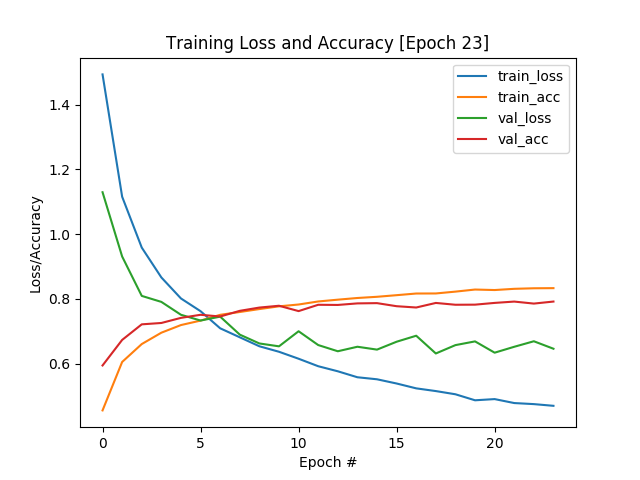 Training Loss and Accuracy [Epoch 23]
train_loss
train_acc
val_loss
val_acc
1.4
1.2
1.0
0.8
0.6
Loss/Accuracy
0
5
10
15
20
Epoch #